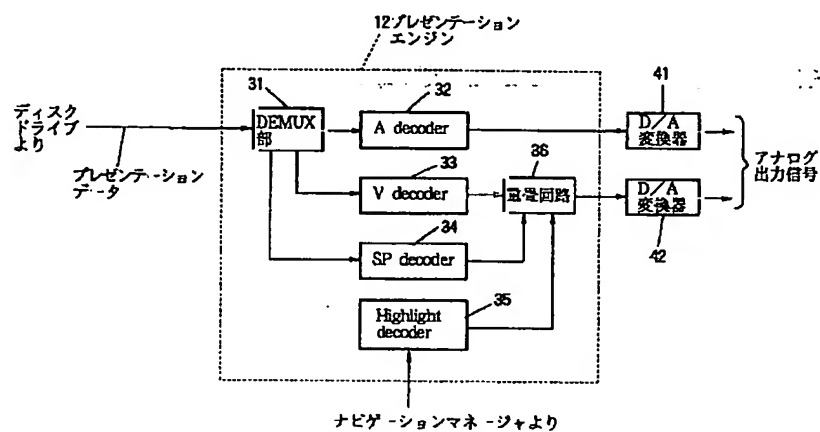 12プレゼンテーション
エンジン
ディスク
ドライブ
より
プレゼンテーション
データ
31
DEMUX
部
32
A decoder
33
V decoder
34
SP decoder
35
Highlight
decoder
36
重畳回路
41
D/A
変換器
D/A
変換器
42
アナログ
出力信号
ナビゲーションマネージャより